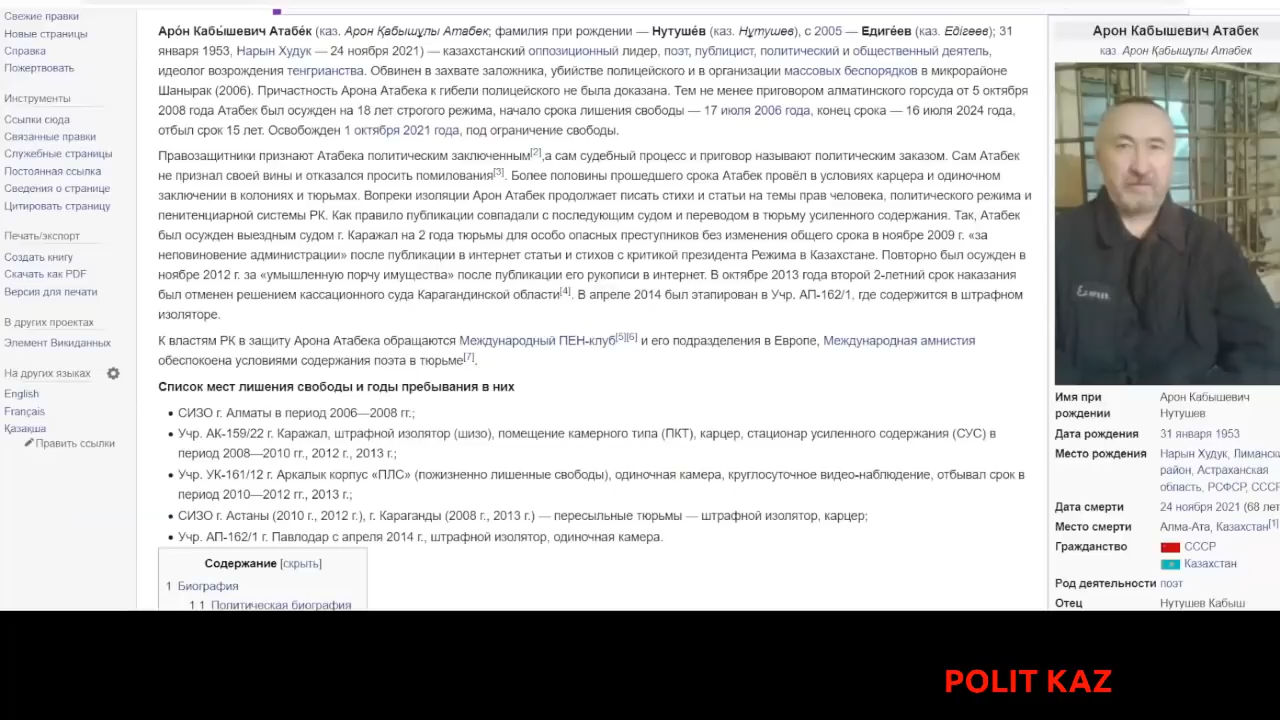 Свежие правки
Новые страницы
Справка
Пожертвовать
Инструменты
Ссылки сюда
Связанные правки
Служебные страницы
Постоянная ссылка
Сведения о странице
Цитировать страницу
Печать/экспорт
Создать книгу
Скачать как PDF
Версия для печати
В других проектах
Элемент Викиданных
На других языках
English
Français
Қазақша
Править ссылки
Аро́н Кабы́шевич Атабе́к (каз. Арон Қабышұлы Атабек; фамилия при рождении — Нутуше́в (каз. Нұтушев), с 2005 — Едиге́ев (каз. Едігеев); 31
января 1953, Нарын Худук — 24 ноября 2021) — казахстанский оппозиционный лидер, поэт, публицист, политический и общественный деятель,
идеолог возрождения тенгрианства. Обвинен в захвате заложника, убийстве полицейского и в организации массовых беспорядков в микрорайоне
Шанырак (2006). Причастность Арона Атабека к гибели полицейского не была доказана. Тем не менее приговором алматинского горсуда от 5 октября
2008 года Атабек был осужден на 18 лет строгого режима, начало срока лишения свободы — 17 июля 2006 года, конец срока — 16 июля 2024 года,
отбыл срок 15 лет. Освобожден 1 октября 2021 года, под ограничение свободы.
Правозащитники признают Атабека политическим заключенным[2],а сам судебный процесс и приговор называют политическим заказом. Сам Атабек
не признал своей вины и отказался просить помилования[3]. Более половины прошедшего срока Атабек провёл в условиях карцера и одиночном
заключении в колониях и тюрьмах. Вопреки изоляции Арон Атабек продолжает писать стихи и статьи на темы прав человека, политического режима и
пенитенциарной системы РК. Как правило публикации совпадали с последующим судом и переводом в тюрьму усиленного содержания. Так, Атабек
был осужден выездным судом г. Каражал на 2 года тюрьмы для особо опасных преступников без изменения общего срока в ноябре 2009 г. «за
неповиновение администрации» после публикации в интернет статьи и стихов с критикой президента Режима в Казахстане. Повторно был осужден в
ноябре 2012 г. за «умышленную порчу имущества» после публикации его рукописи в интернет. В октябре 2013 года второй 2-летний срок наказания
был отменен решением кассационного суда Карагандинской области[4]. В апреле 2014 был этапирован в Учр. АП-162/1, где содержится в штрафном
изоляторе.
К властям РК в защиту Арона Атабека обращаются Международный ПЕН-клуб[5][6] и его подразделения в Европе, Международная амнистия
обеспокоена условиями содержания поэта в тюрьме[7].
Список мест лишения свободы и годы пребывания в них
• СИЗО г. Алматы в период 2006—2008 гг.;
• Учр. АК-159/22 г. Каражал, штрафной изолятор (шизо), помещение камерного типа (ПКТ), карцер, стационар усиленного содержания (СУС) в
период 2008—2010 гг., 2012 г., 2013 г.;
• Учр. УК-161/12 г. Аркалык корпус «ПЛС» (пожизненно лишенные свободы), одиночная камера, круглосуточное видео-наблюдение, отбывал срок в
период 2010—2012 гг., 2013 г.;
• СИЗО г. Астаны (2010 г., 2012 г.), г. Караганды (2008 г., 2013 г.) — пересыльные тюрьмы — штрафной изолятор, карцер;
• Учр. АП-162/1 г. Павлодар с апреля 2014 г., штрафной изолятор, одиночная камера.
Содержание [скрыть]
1 Биография
1.1 Политическая биография
Арон Кабышевич Атабек
каз. Арон Қабышұлы Атабек
Имя при рождении Арон Кабышевич Нутушев
Дата рождения 31 января 1953
Место рождения Нарын Худук, Лимански
район, Астраханская
область, РСФСР, СССР
Дата смерти 24 ноября 2021 (68 лет
Место смерти Алма-Ата, Казахстан[1]
Гражданство СССР
Казахстан
Род деятельности поэт
Отец Нутушев Кабыш
POLIT KAZ